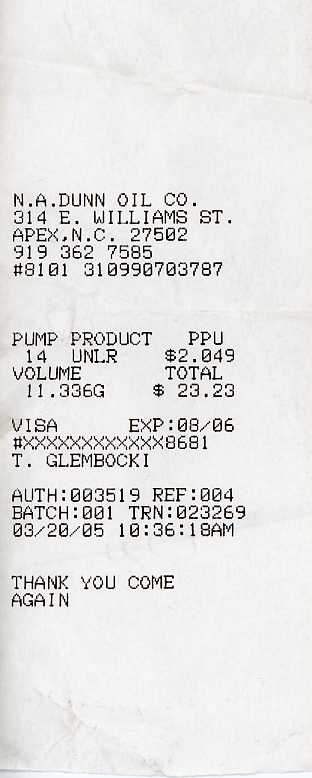 N.A.DUNN OIL CO.
314 E. WILLIAMS ST.
APEX,N.C. 27502
919 362 7585
#8101 310990703787
PUMP PRODUCT PPU
14 UNLR $2.049
VOLUME TOTAL
11.336G $ 23.23
VISA EXP:08/06
#XXXXXXXXXXXX8681
T. GLEMBOCKI
AUTH:003519 REF:004
BATCH:001 TRN:023269
03/20/05 10:36:18AM
THANK YOU COME
AGAIN